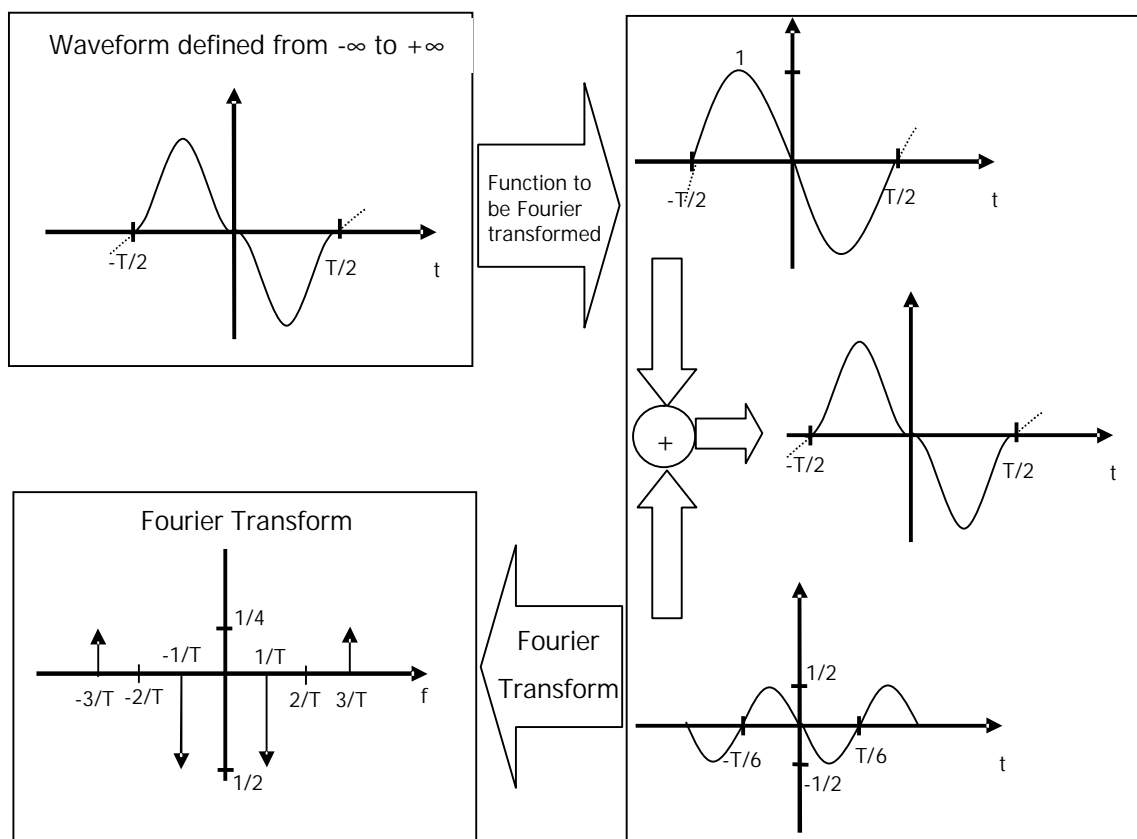 Waveform defined from -∞ to +∞
-T/2
T/2
t
Function to
be Fourier
transformed
1
-T/2
T/2
t
+
-T/2
T/2
t
1/2
-T/6
T/6
-1/2
t
Fourier
Transform
Fourier Transform
1/4
-1/T
1/T
-3/T
-2/T
2/T
3/T
f
1/2